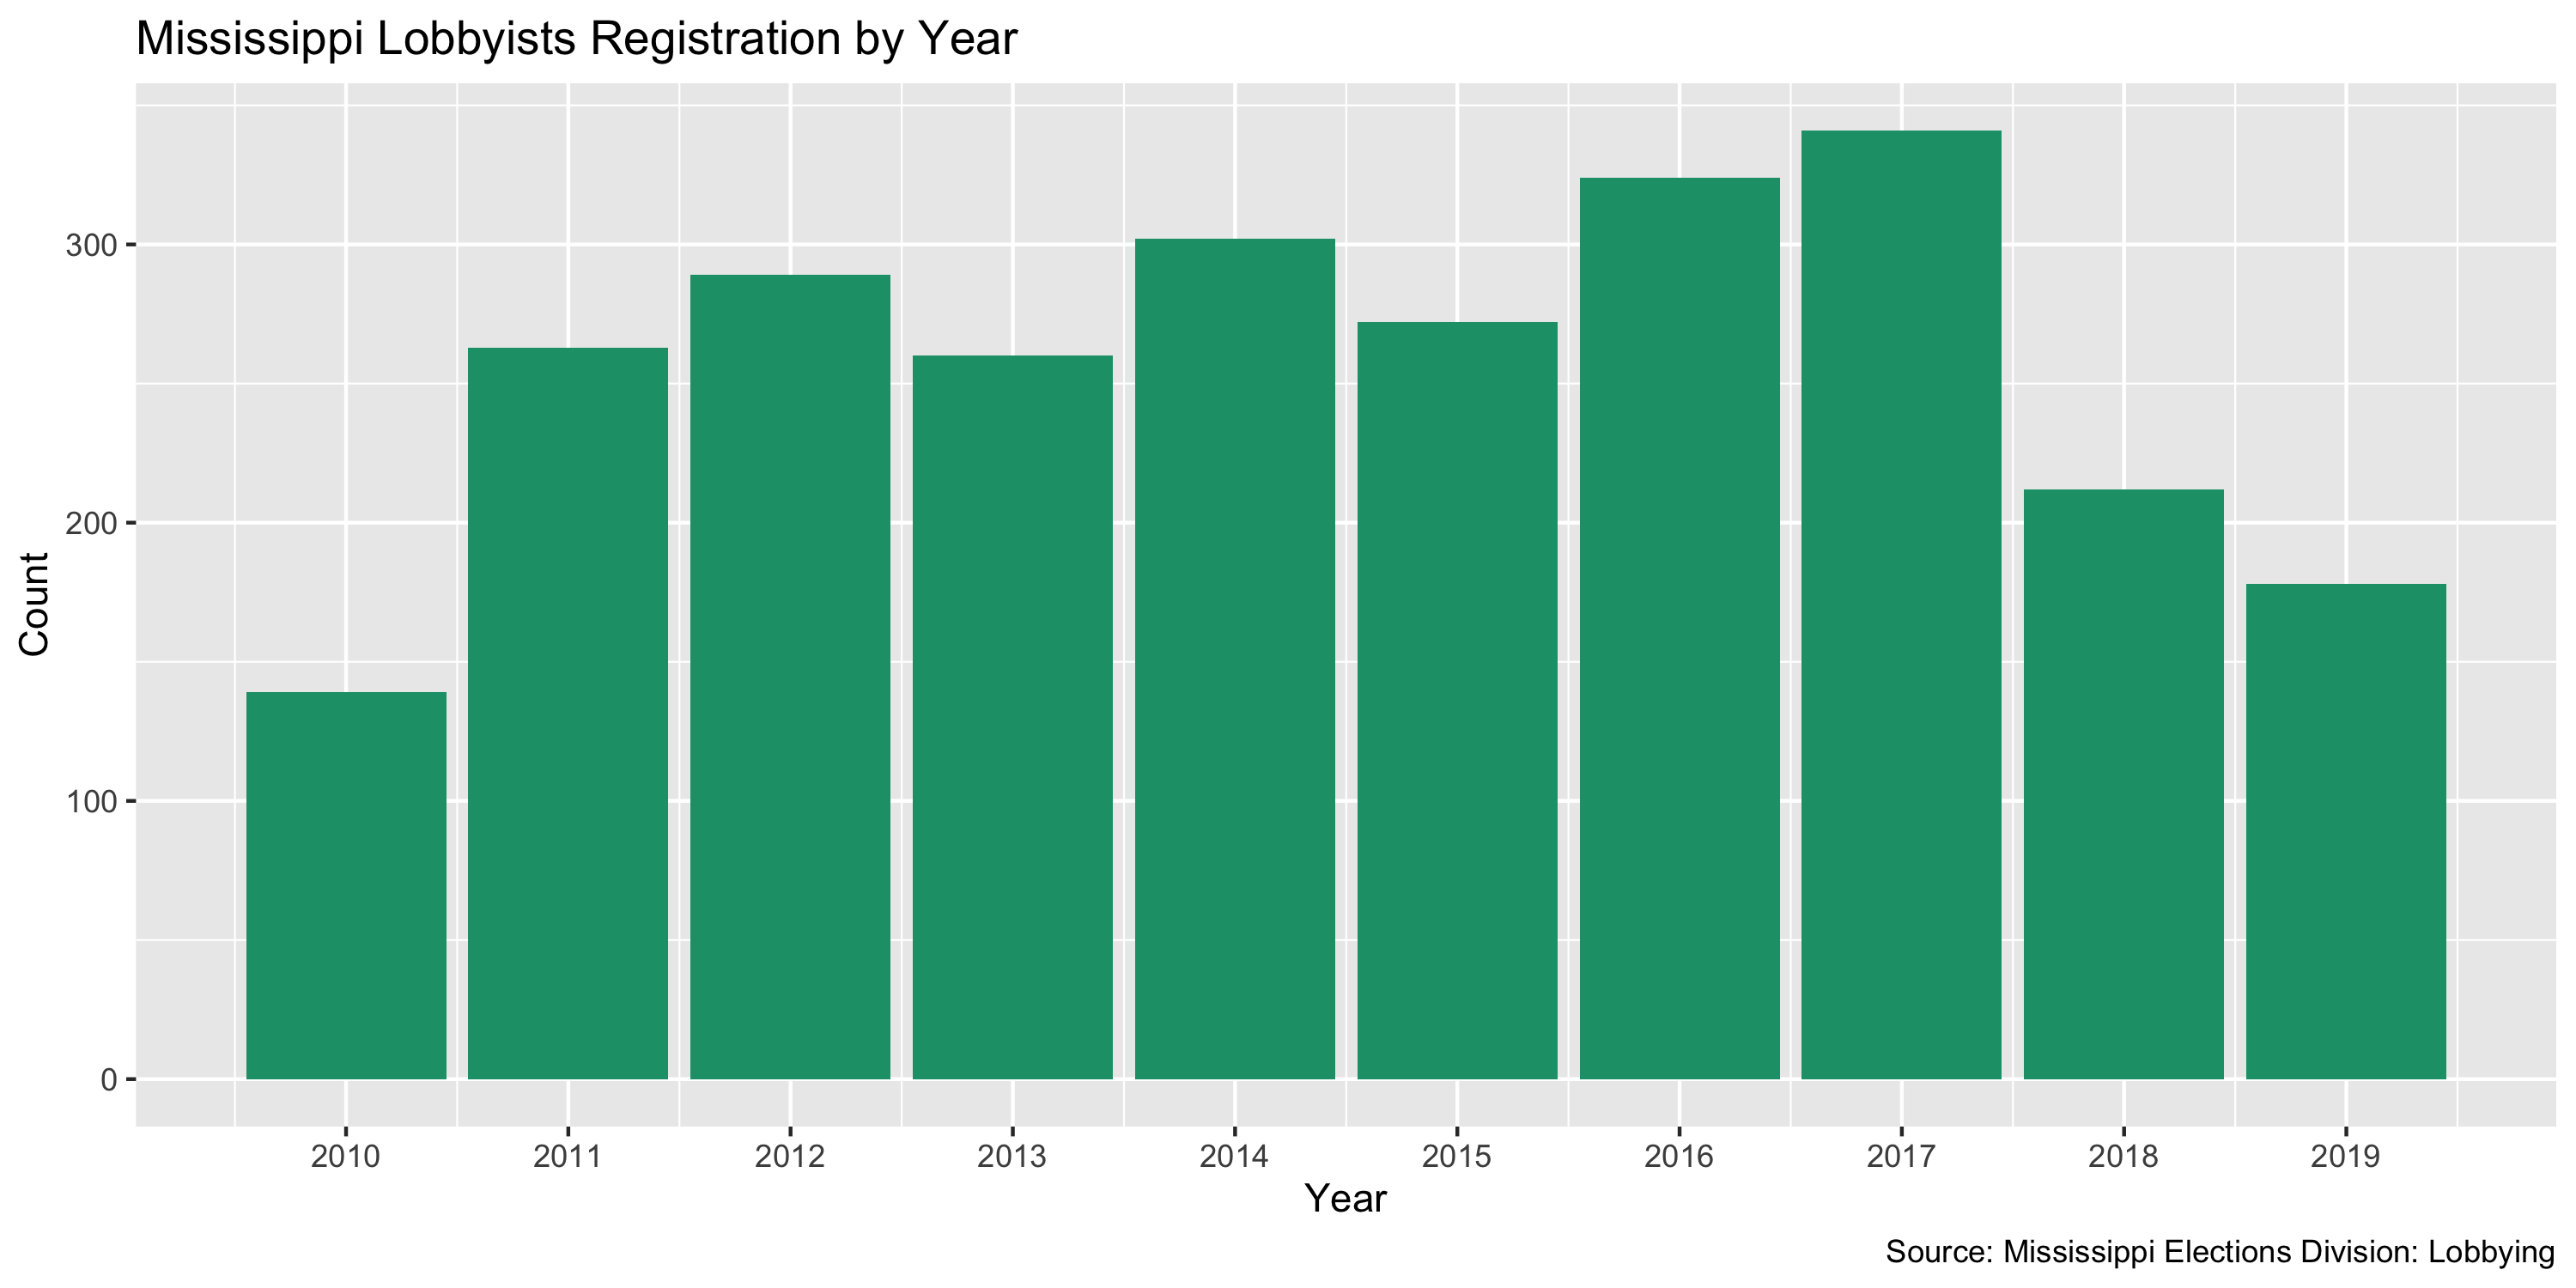 Mississippi Lobbyists Registration by Year
Count
300
200
100
0
2010 2011 2012 2013 2014 2015 2016 2017 2018 2019
Year
Source: Mississippi Elections Division: Lobbying